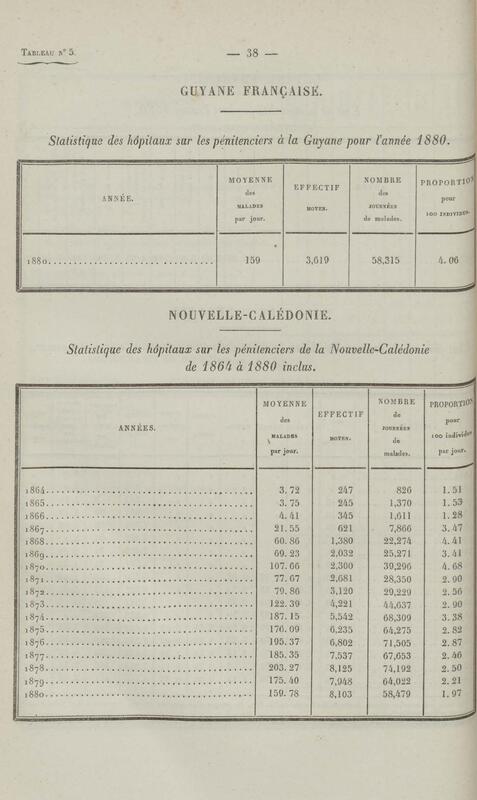 TABLEAU N° 5.
— 38 —
GUYANE FRANÇAISE.
Statistique des hôpitaux sur les pénitenciers à la Guyane pour l'année 1880.
ANNÉE. MOYENNE des MALADES par jour. EFFECTIF MOYEN. NOMBRE des JOURNÉES de malades. PROPORTION pour 100 INDIVIDUS.
1880 159 3,619 58,315 4.06
NOUVELLE-CALÉDONIE.
Statistique des hôpitaux sur les pénitenciers de la Nouvelle-Calédonie
de 1864 à 1880 inclus.
ANNÉES. MOYENNE des MALADES par jour. EFFECTIF MOYEN. NOMBRE de JOURNÉES de malades. PROPORTION pour 100 individus par jour.
1864 3.72 247 826 1.51
1865 3.75 245 1,370 1.53
1866 4.41 345 1,611 1.28
1867 21.55 621 7,866 3.47
1868 60.86 1,380 22,274 4.41
1869 69.23 2,032 25,271 3.41
1870 107.66 2,300 39,296 4.68
1871 77.67 2,681 28,350 2.90
1872 79.86 3,120 29,229 2.56
1873 122.39 4,221 44,637 2.90
1874 187.15 5,542 68,309 3.38
1875 176.09 6,235 64,275 2.82
1876 195.37 6,802 71,505 2.87
1877 185.35 7,537 67,653 2.46
1878 203.27 8,125 74,192 2.50
1879 175.40 7,948 64,022 2.21
1880 159.78 8,103 58,479 1.97